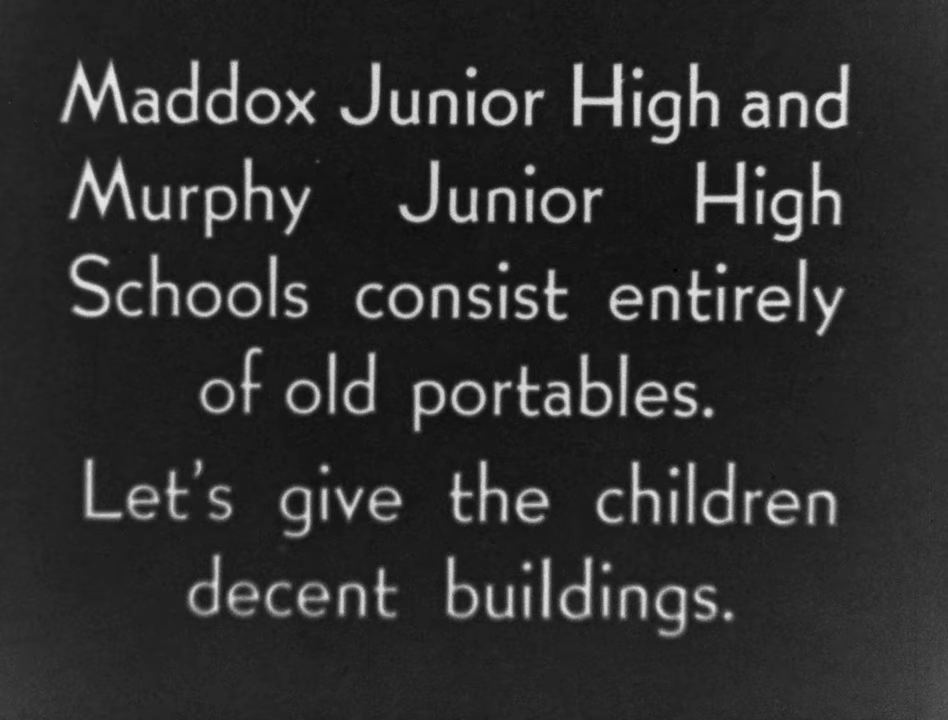 Maddox Junior High and
Murphy Junior High
Schools consist entirely
of old portables.
Let's give the children
decent buildings.